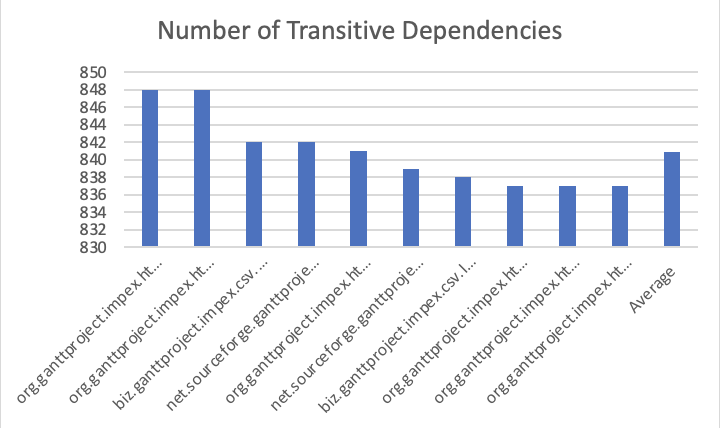 Number of Transitive Dependencies
850
848
846
844
842
840
838
836
834
832
830
org.ganttproject.impex.ht...
org.ganttproject.impex.ht...
biz.ganttproject.impex.csv....
net.sourceforge.ganttproje...
org.ganttproject.impex.ht...
net.sourceforge.ganttproje...
biz.ganttproject.impex.csv.I...
org.ganttproject.impex.ht...
org.ganttproject.impex.ht...
org.ganttproject.impex.ht...
Average